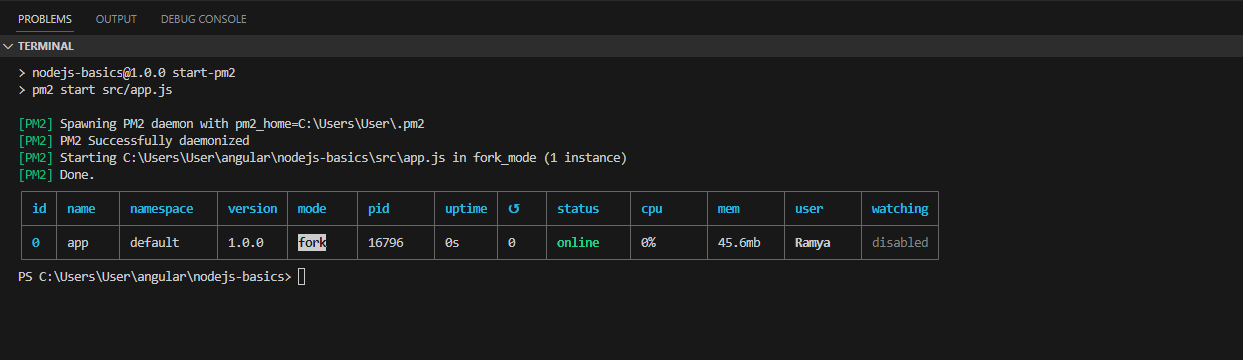 PROBLEMS OUTPUT DEBUG CONSOLE
TERMINAL
> nodejs-basics@1.0.0 start-pm2
> pm2 start src/app.js
[PM2] Spawning PM2 daemon with pm2_home=C:\Users\User\.pm2
[PM2] PM2 Successfully daemonized
[PM2] Starting C:\Users\User\angular\nodejs-basics\src\app.js in fork_mode (1 instance)
[PM2] Done.
id name namespace version mode pid uptime ↺ status cpu mem user watching
0 app default 1.0.0 fork 16796 0s 0 online 0% 45.6mb Ramya disabled
PS C:\Users\User\angular\nodejs-basics>